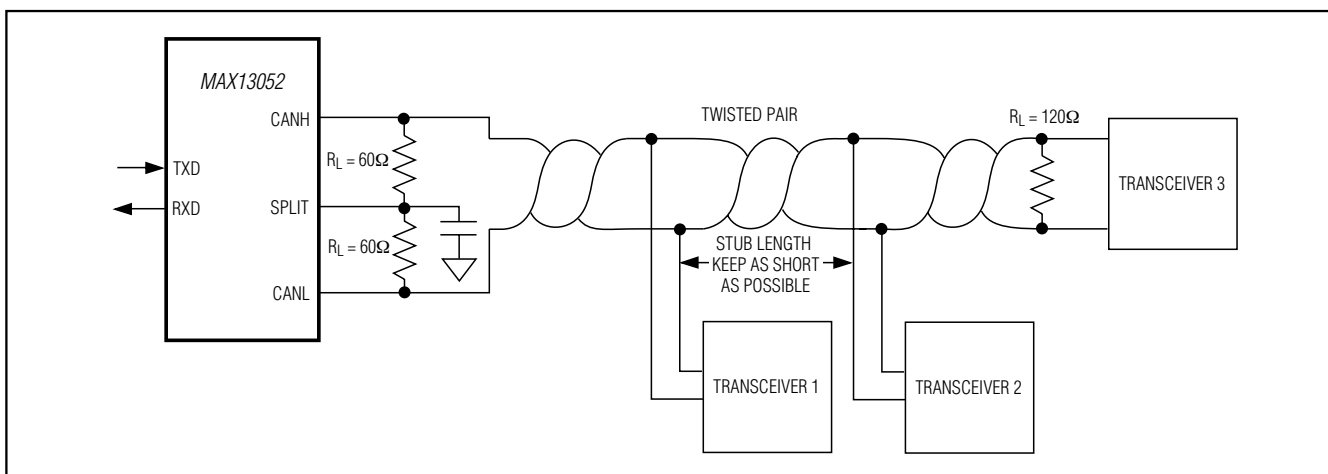 MAX13052
CANH
TXD
RXD
SPLIT
CANL
R_L = 60Ω
R_L = 60Ω
TWISTED PAIR
STUB LENGTH
KEEP AS SHORT
AS POSSIBLE
R_L = 120Ω
TRANSCEIVER 3
TRANSCEIVER 1
TRANSCEIVER 2